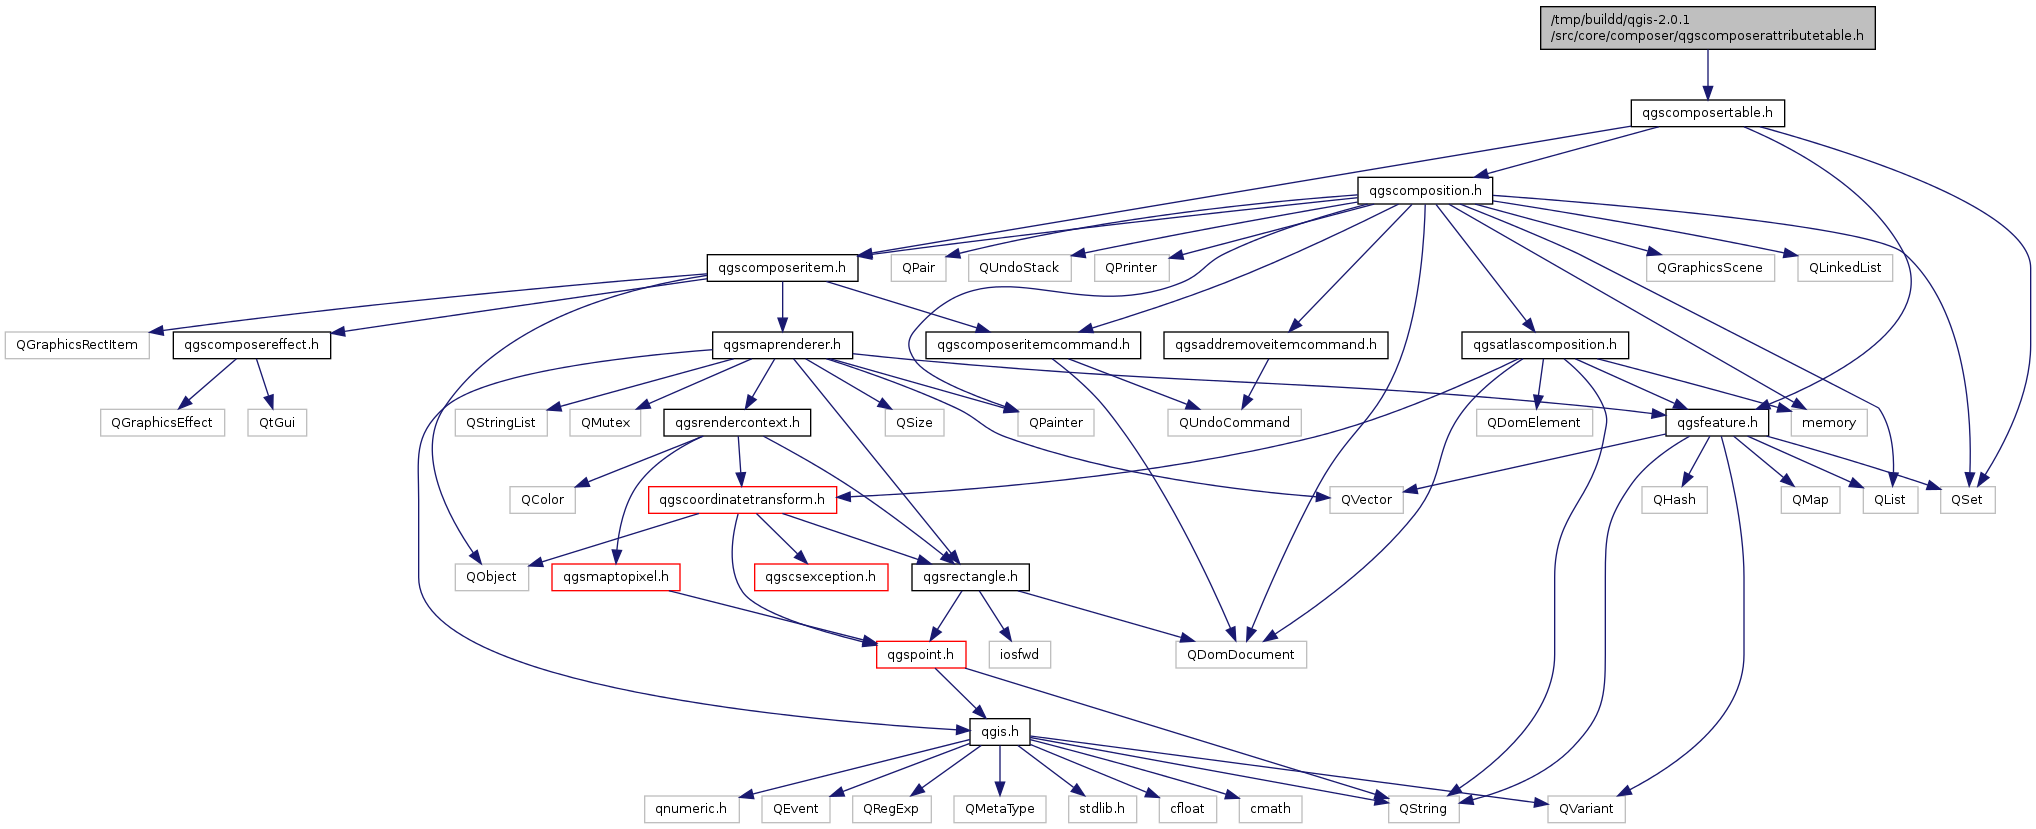 /tmp/buildd/qgis-2.0.1
/src/core/composer/qgscomposerattributetable.h
qgscomposertable.h
qgscomposition.h
qgscomposeritem.h
QPair
QUndoStack
QPrinter
QGraphicsScene
QLinkedList
QGraphicsRectItem
qgscomposereffect.h
qgsmaprenderer.h
qgscomposeritemcommand.h
qgsaddremoveitemcommand.h
qgsatlascomposition.h
QGraphicsEffect
QtGui
QStringList
QMutex
qgsrendercontext.h
QSize
QPainter
QUndoCommand
QDomElement
qgsfeature.h
memory
QColor
qgscoordinatetransform.h
QVector
QHash
QMap
QList
QSet
QObject
qgsmaptopixel.h
qgscsexception.h
qgsrectangle.h
qgspoint.h
iosfwd
QDomDocument
qgis.h
qnumeric.h
QEvent
QRegExp
QMetaType
stdlib.h
cfloat
cmath
QString
QVariant